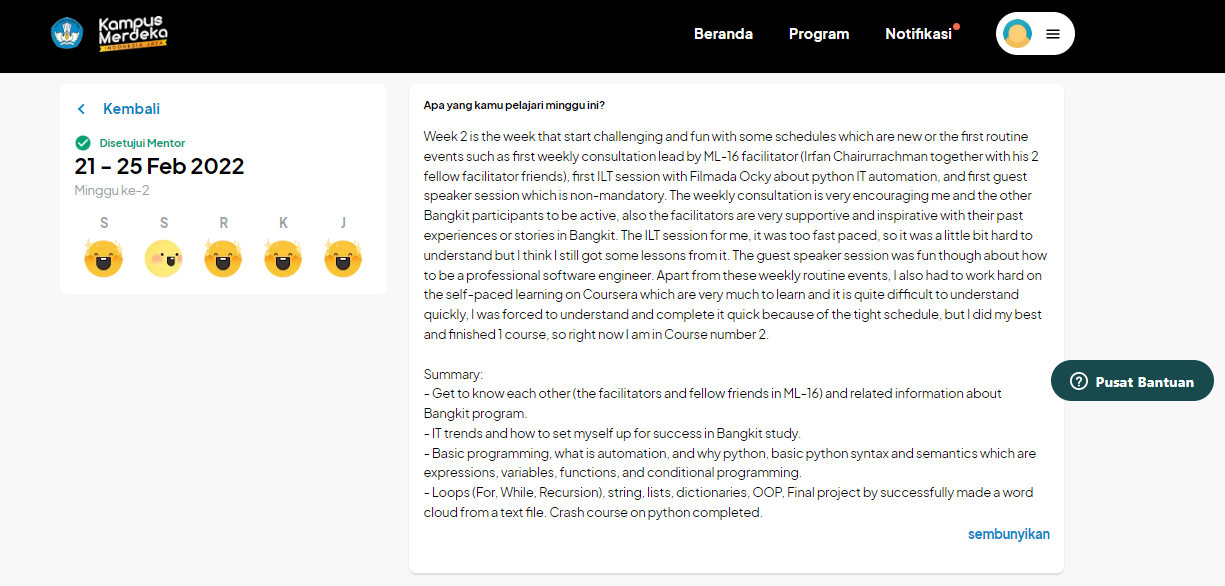 Kampus
Merdeka
INDONESIA JAYA
Beranda
Program
Notifikasi
Kembali
Disetujui Mentor
21 – 25 Feb 2022
Minggu ke-2
S S R K J
Apa yang kamu pelajari minggu ini?
Week 2 is the week that start challenging and fun with some schedules which are new or the first routine
events such as first weekly consultation lead by ML-16 facilitator (Irfan Chairurrachman together with his 2
fellow facilitator friends), first ILT session with Filmada Ocky about python IT automation, and first guest
speaker session which is non-mandatory. The weekly consultation is very encouraging me and the other
Bangkit participants to be active, also the facilitators are very supportive and inspirative with their past
experiences or stories in Bangkit. The ILT session for me, it was too fast paced, so it was a little bit hard to
understand but I think I still got some lessons from it. The guest speaker session was fun though about how
to be a professional software engineer. Apart from these weekly routine events, I also had to work hard on
the self-paced learning on Coursera which are very much to learn and it is quite difficult to understand
quickly, I was forced to understand and complete it quick because of the tight schedule, but I did my best
and finished 1 course, so right now I am in Course number 2.
Summary:
- Get to know each other (the facilitators and fellow friends in ML-16) and related information about
Bangkit program.
- IT trends and how to set myself up for success in Bangkit study.
- Basic programming, what is automation, and why python, basic python syntax and semantics which are
expressions, variables, functions, and conditional programming.
- Loops (For, While, Recursion), string, lists, dictionaries, OOP, Final project by successfully made a word
cloud from a text file. Crash course on python completed.
sembunyikan
Pusat Bantuan